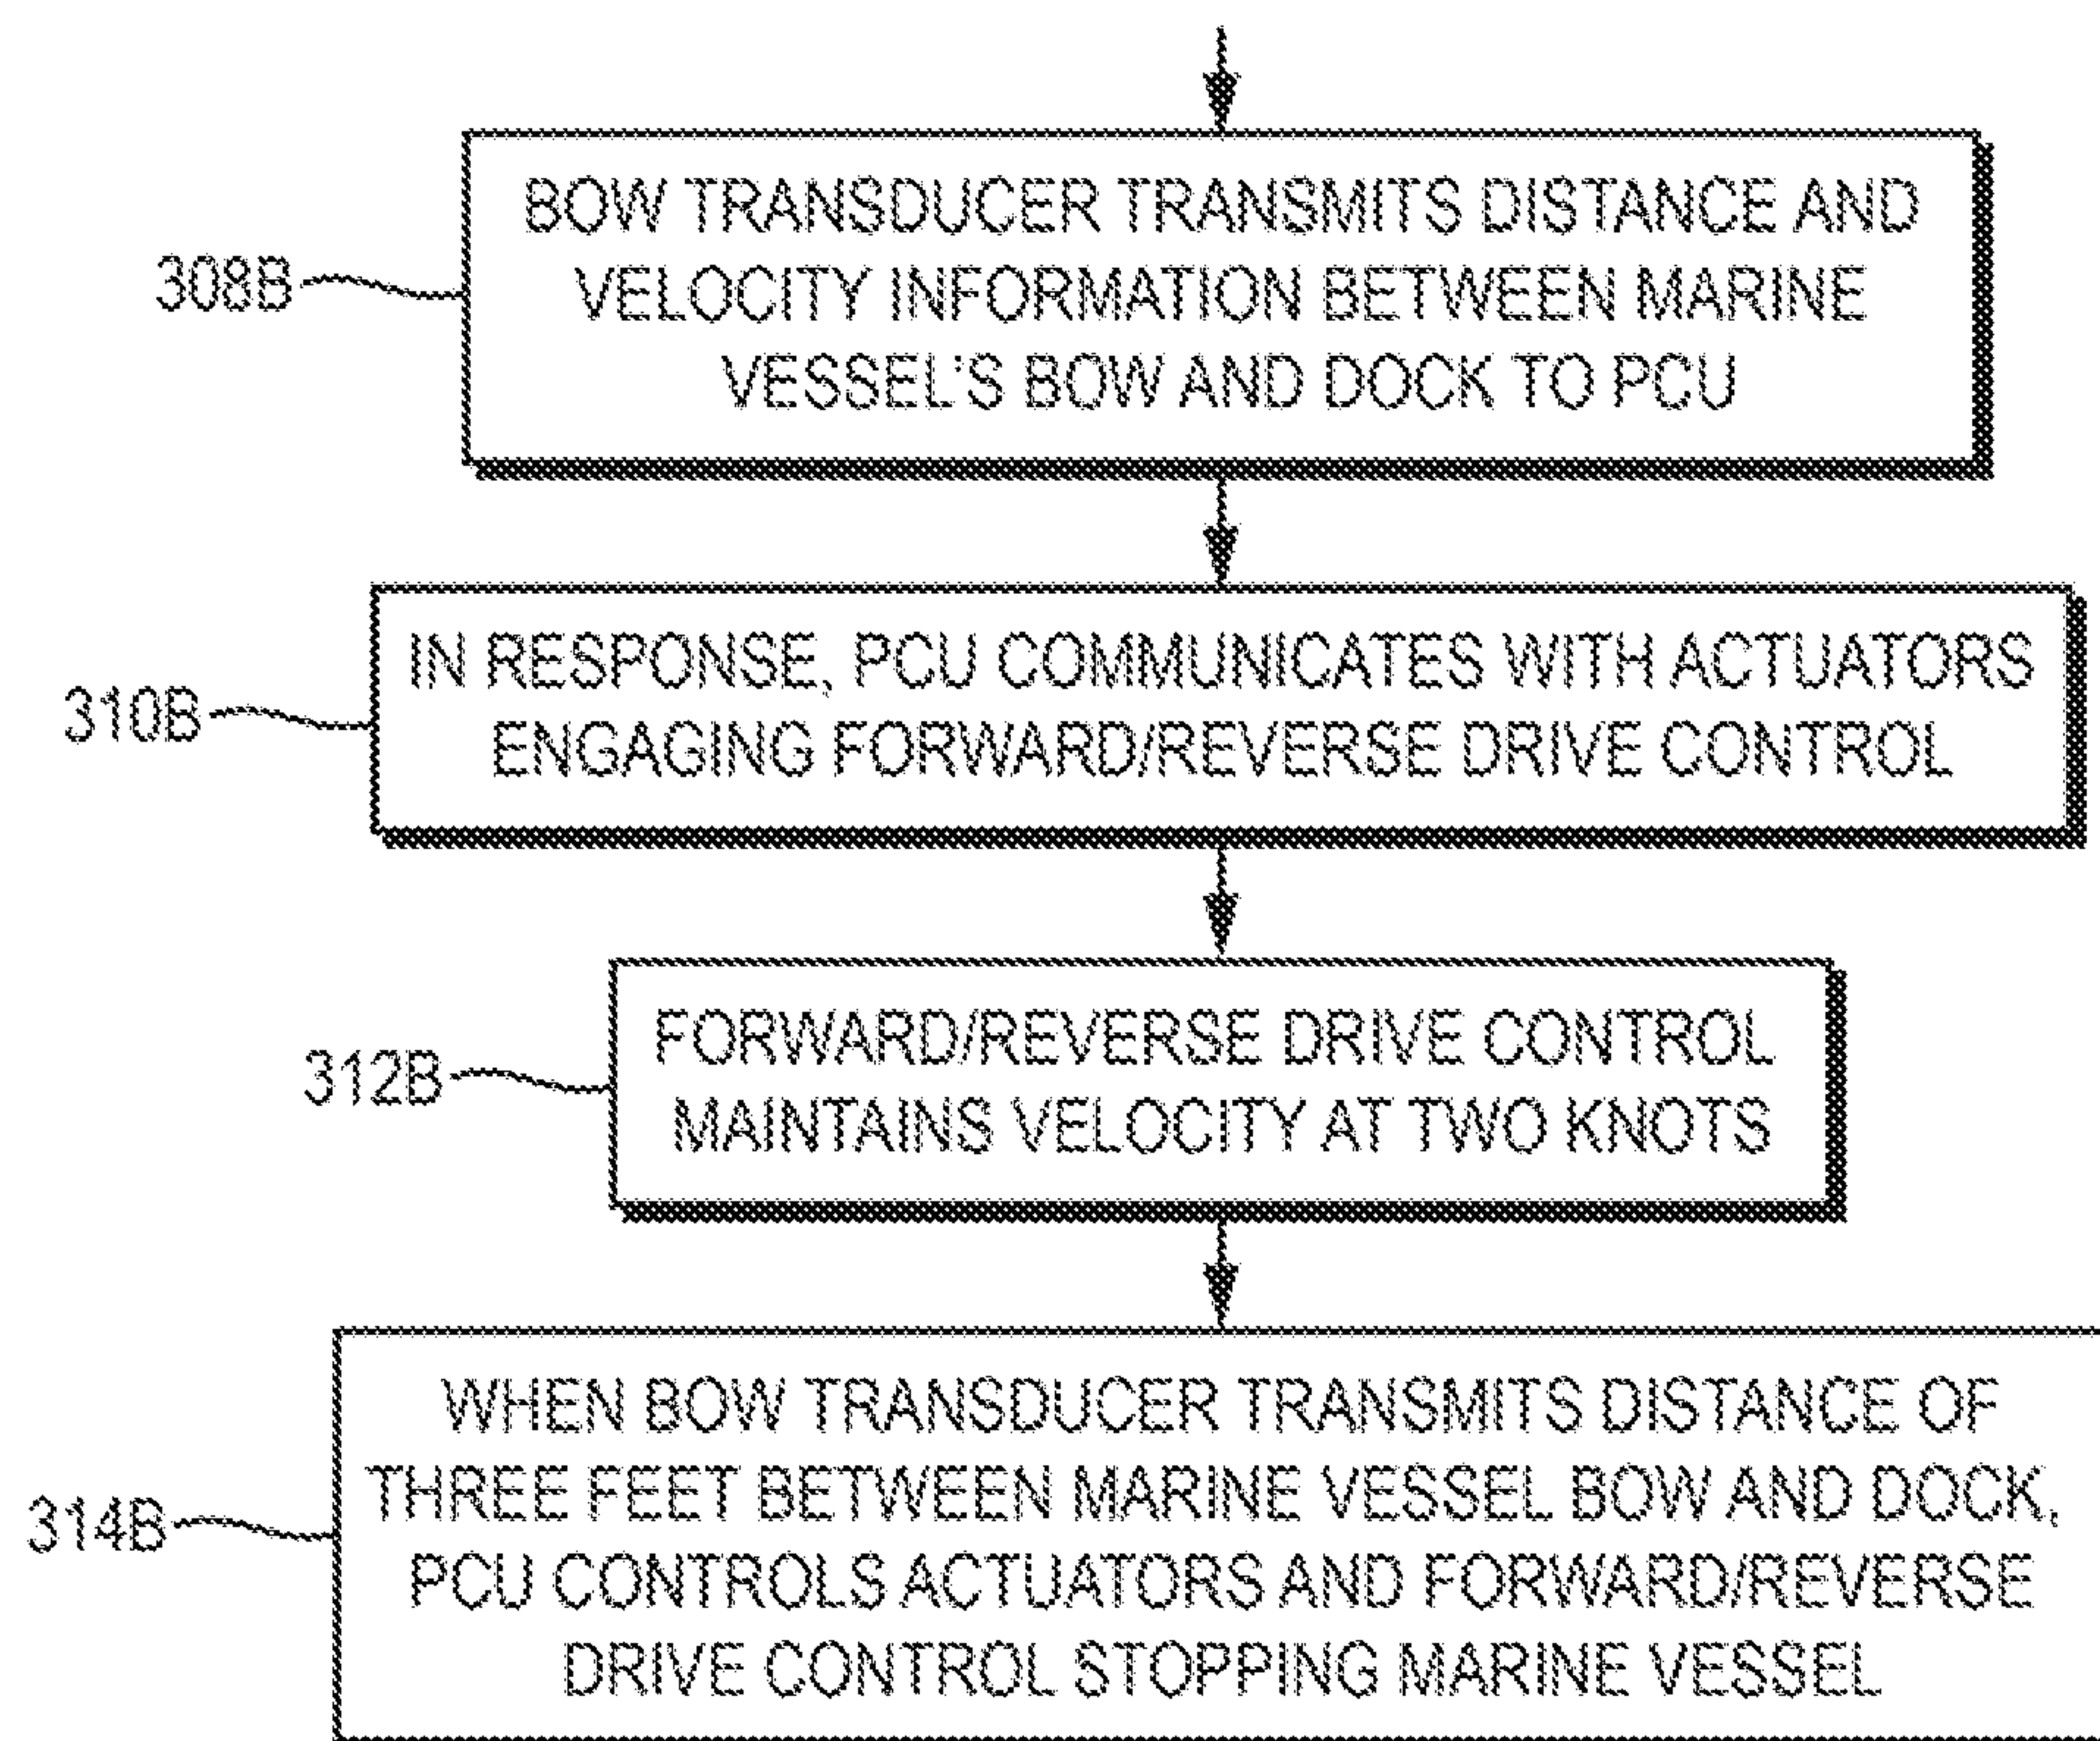 BOW TRANSDUCER TRANSMITS DISTANCE AND
VELOCITY INFORMATION BETWEEN MARINE
VESSEL'S BOW AND DOCK TO PCU
308B
IN RESPONSE, PCU COMMUNICATES WITH ACTUATORS
ENGAGING FORWARD/REVERSE DRIVE CONTROL
310B
FORWARD/REVERSE DRIVE CONTROL
MAINTAINS VELOCITY AT TWO KNOTS
312B
WHEN BOW TRANSDUCER TRANSMITS DISTANCE OF
THREE FEET BETWEEN MARINE VESSEL BOW AND DOCK,
PCU CONTROLS ACTUATORS AND FORWARD/REVERSE
DRIVE CONTROL STOPPING MARINE VESSEL
314B